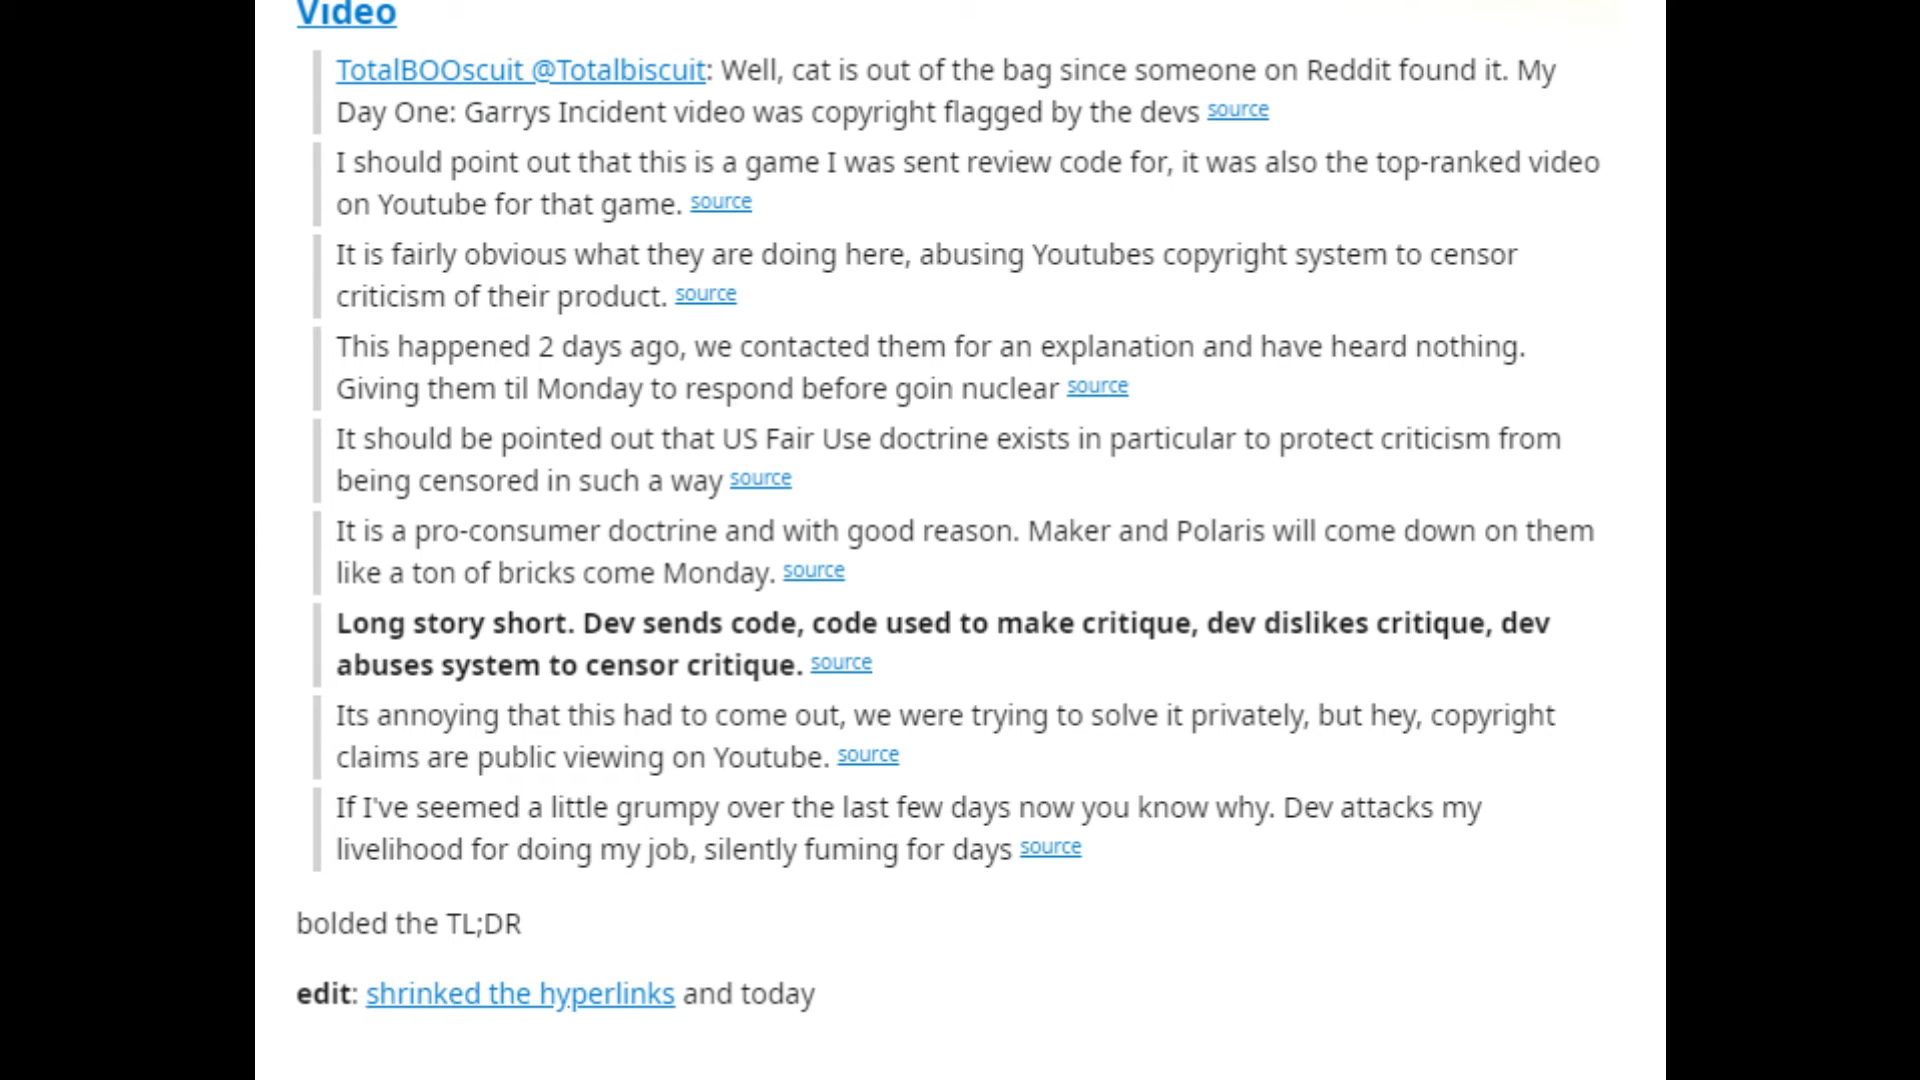 Video
TotalBOOscuit @Totalbiscuit: Well, cat is out of the bag since someone on Reddit found it. My
Day One: Garrys Incident video was copyright flagged by the devs source
I should point out that this is a game I was sent review code for, it was also the top-ranked video
on Youtube for that game. source
It is fairly obvious what they are doing here, abusing Youtubes copyright system to censor
criticism of their product. source
This happened 2 days ago, we contacted them for an explanation and have heard nothing.
Giving them til Monday to respond before goin nuclear source
It should be pointed out that US Fair Use doctrine exists in particular to protect criticism from
being censored in such a way source
It is a pro-consumer doctrine and with good reason. Maker and Polaris will come down on them
like a ton of bricks come Monday. source
Long story short. Dev sends code, code used to make critique, dev dislikes critique, dev
abuses system to censor critique. source
Its annoying that this had to come out, we were trying to solve it privately, but hey, copyright
claims are public viewing on Youtube. source
If I've seemed a little grumpy over the last few days now you know why. Dev attacks my
livelihood for doing my job, silently fuming for days source
bolded the TL;DR
edit: shrinked the hyperlinks and today